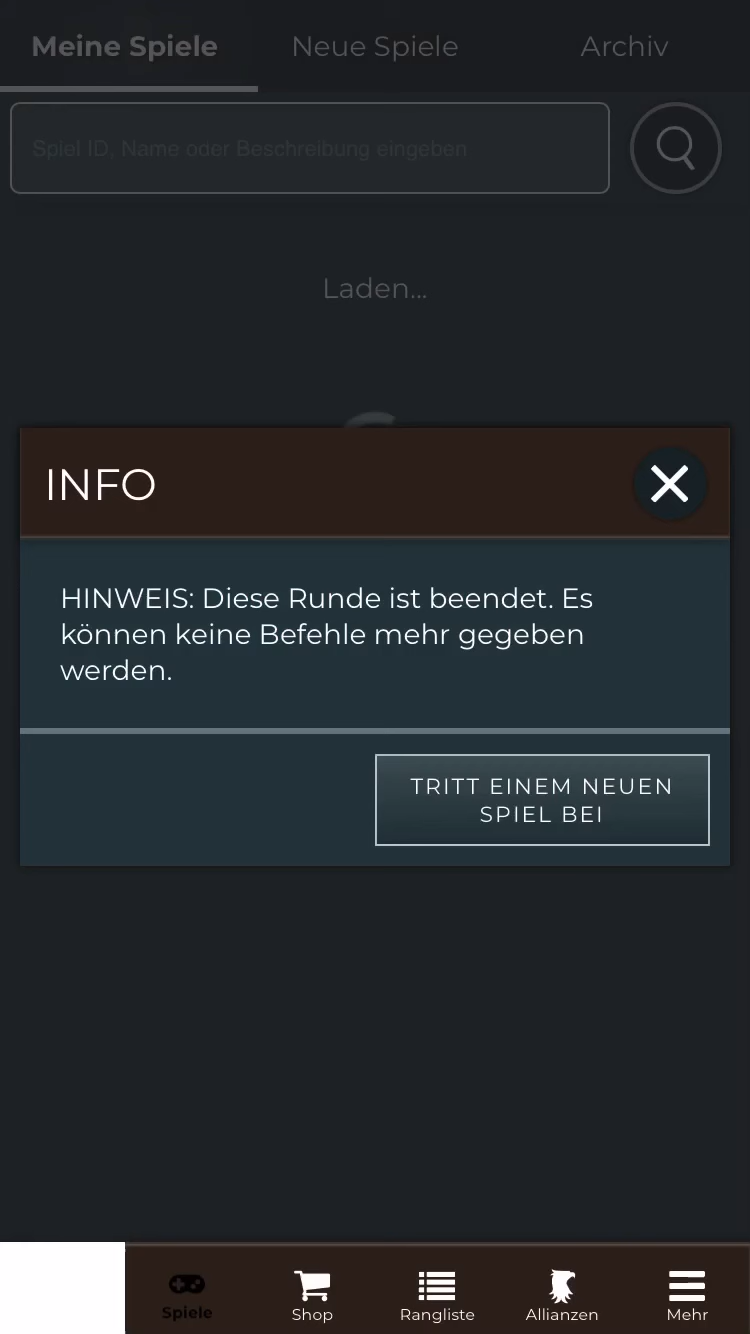 Meine Spiele Neue Spiele Archiv
Spiel ID, Name oder Beschreibung eingeben
Laden...
INFO
HINWEIS: Diese Runde ist beendet. Es
können keine Befehle mehr gegeben
werden.
TRITT EINEM NEUEN
SPIEL BEI
Spiele Shop Rangliste Allianzen Mehr